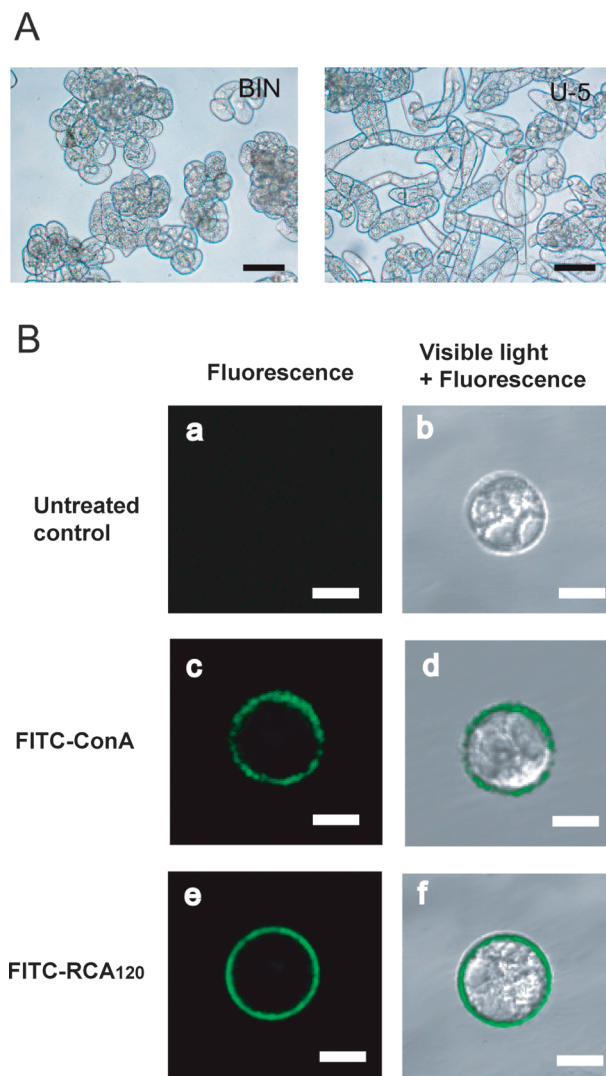 A
BIN
U-5
B
Fluorescence
Visible light
+ Fluorescence
a
b
Untreated
control
c
d
FITC-ConA
e
f
FITC-RCA120